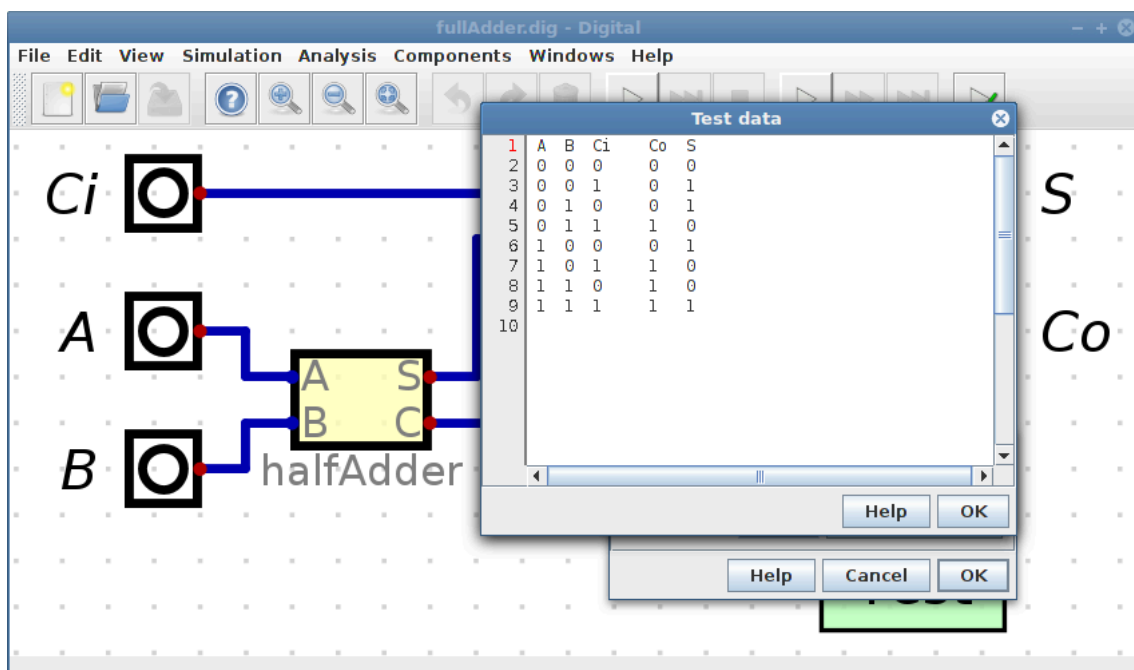 fullAdder.dig - Digital
File Edit View Simulation Analysis Components Windows Help
Test data
1 A B Ci Co S
2 0 0 0 0 0
3 0 0 1 0 1
4 0 1 0 0 1
5 0 1 1 1 0
6 1 0 0 0 1
7 1 0 1 1 0
8 1 1 0 1 0
9 1 1 1 1 1
10
Ci
S
A
Co
A S
B C
B
halfAdder
Help OK
Help Cancel OK
Test